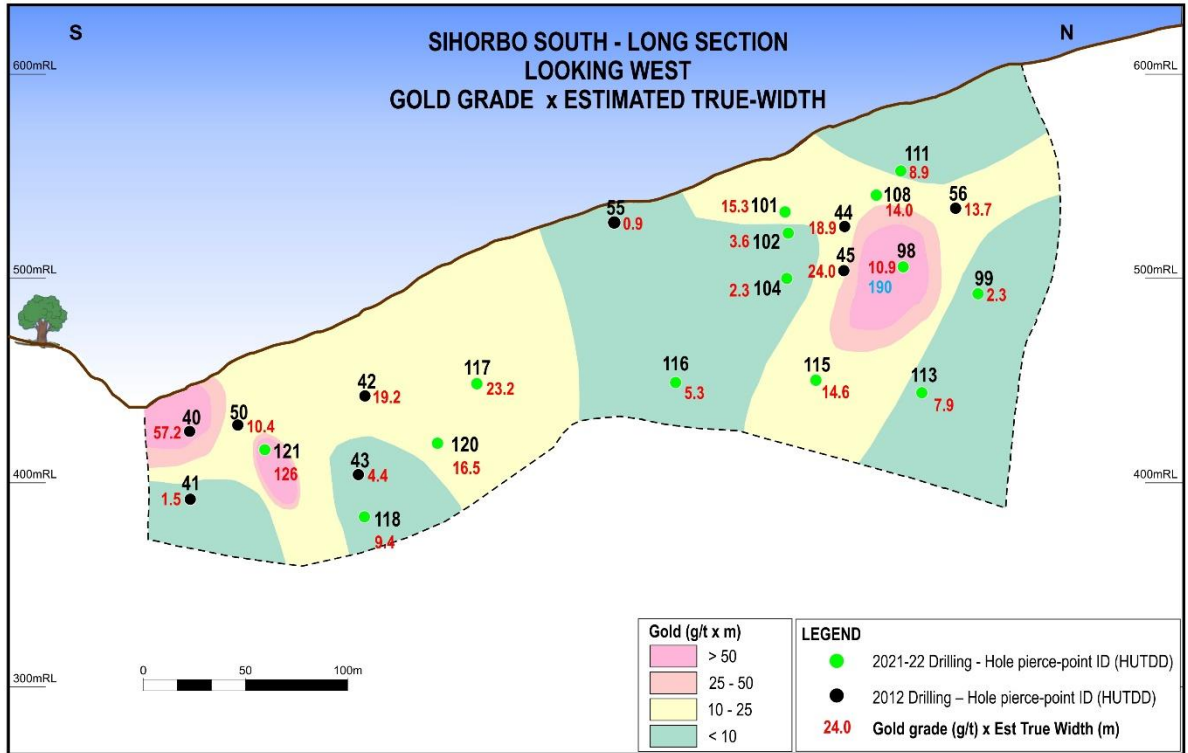 S
N
SIHORBO SOUTH - LONG SECTION
LOOKING WEST
GOLD GRADE x ESTIMATED TRUE-WIDTH
600mRL
600mRL
111
8.9
108
14.0
56
13.7
55
0.9
15.3 101
44
18.9
3.6 102
45
24.0
98
10.9
190
2.3 104
99
2.3
500mRL
500mRL
116
5.3
115
14.6
113
7.9
117
23.2
42
19.2
40
57.2
50
10.4
121
126
120
16.5
43
4.4
41
1.5
118
9.4
400mRL
400mRL
0 50 100m
300mRL
300mRL
Gold (g/t x m)
> 50
25 - 50
10 - 25
< 10
LEGEND
2021-22 Drilling - Hole pierce-point ID (HUTDD)
2012 Drilling – Hole pierce-point ID (HUTDD)
24.0 Gold grade (g/t) x Est True Width (m)